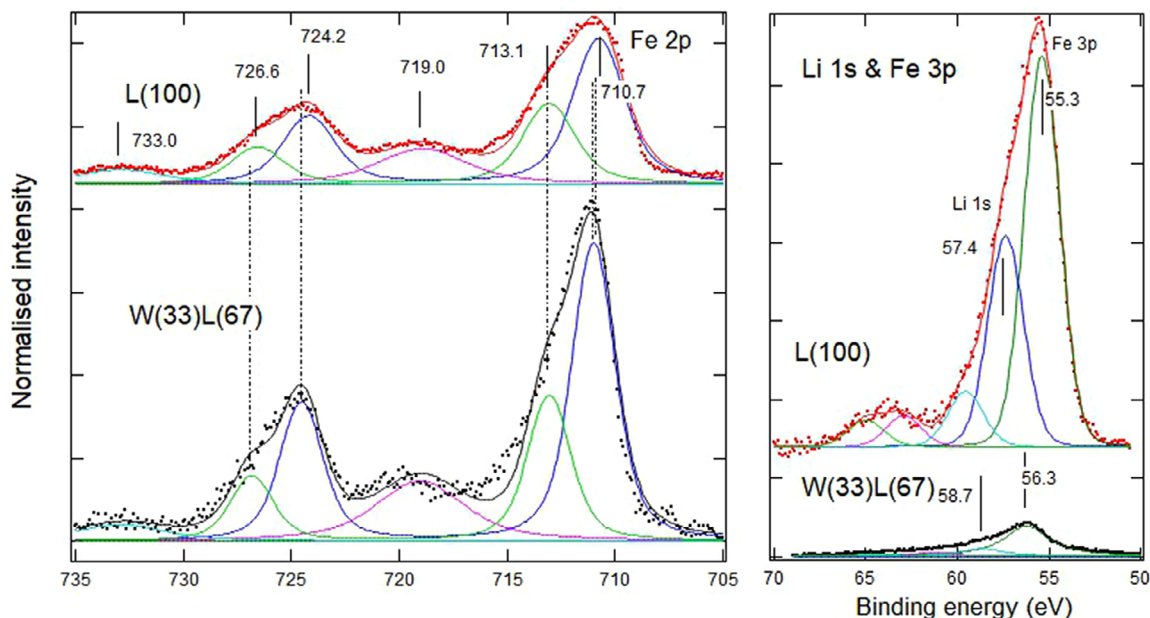 Fe 2p
724.2
713.1
726.6
719.0
L(100)
733.0
710.7
W(33)L(67)
Normalised intensity
735
730
725
720
715
710
705
Li 1s & Fe 3p
Fe 3p
55.3
Li 1s
57.4
L(100)
W(33)L(67)
58.7
56.3
70
60
55
50
Binding energy (eV)